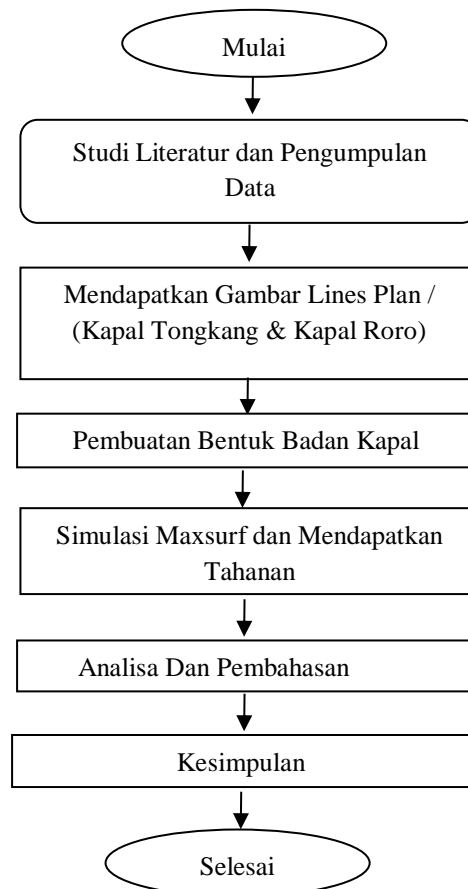 Mulai
Studi Literatur dan Pengumpulan
Data
Mendapatkan Gambar Lines Plan /
(Kapal Tongkang & Kapal Roro)
Pembuatan Bentuk Badan Kapal
Simulasi Maxsurf dan Mendapatkan
Tahanan
Analisa Dan Pembahasan
Kesimpulan
Selesai